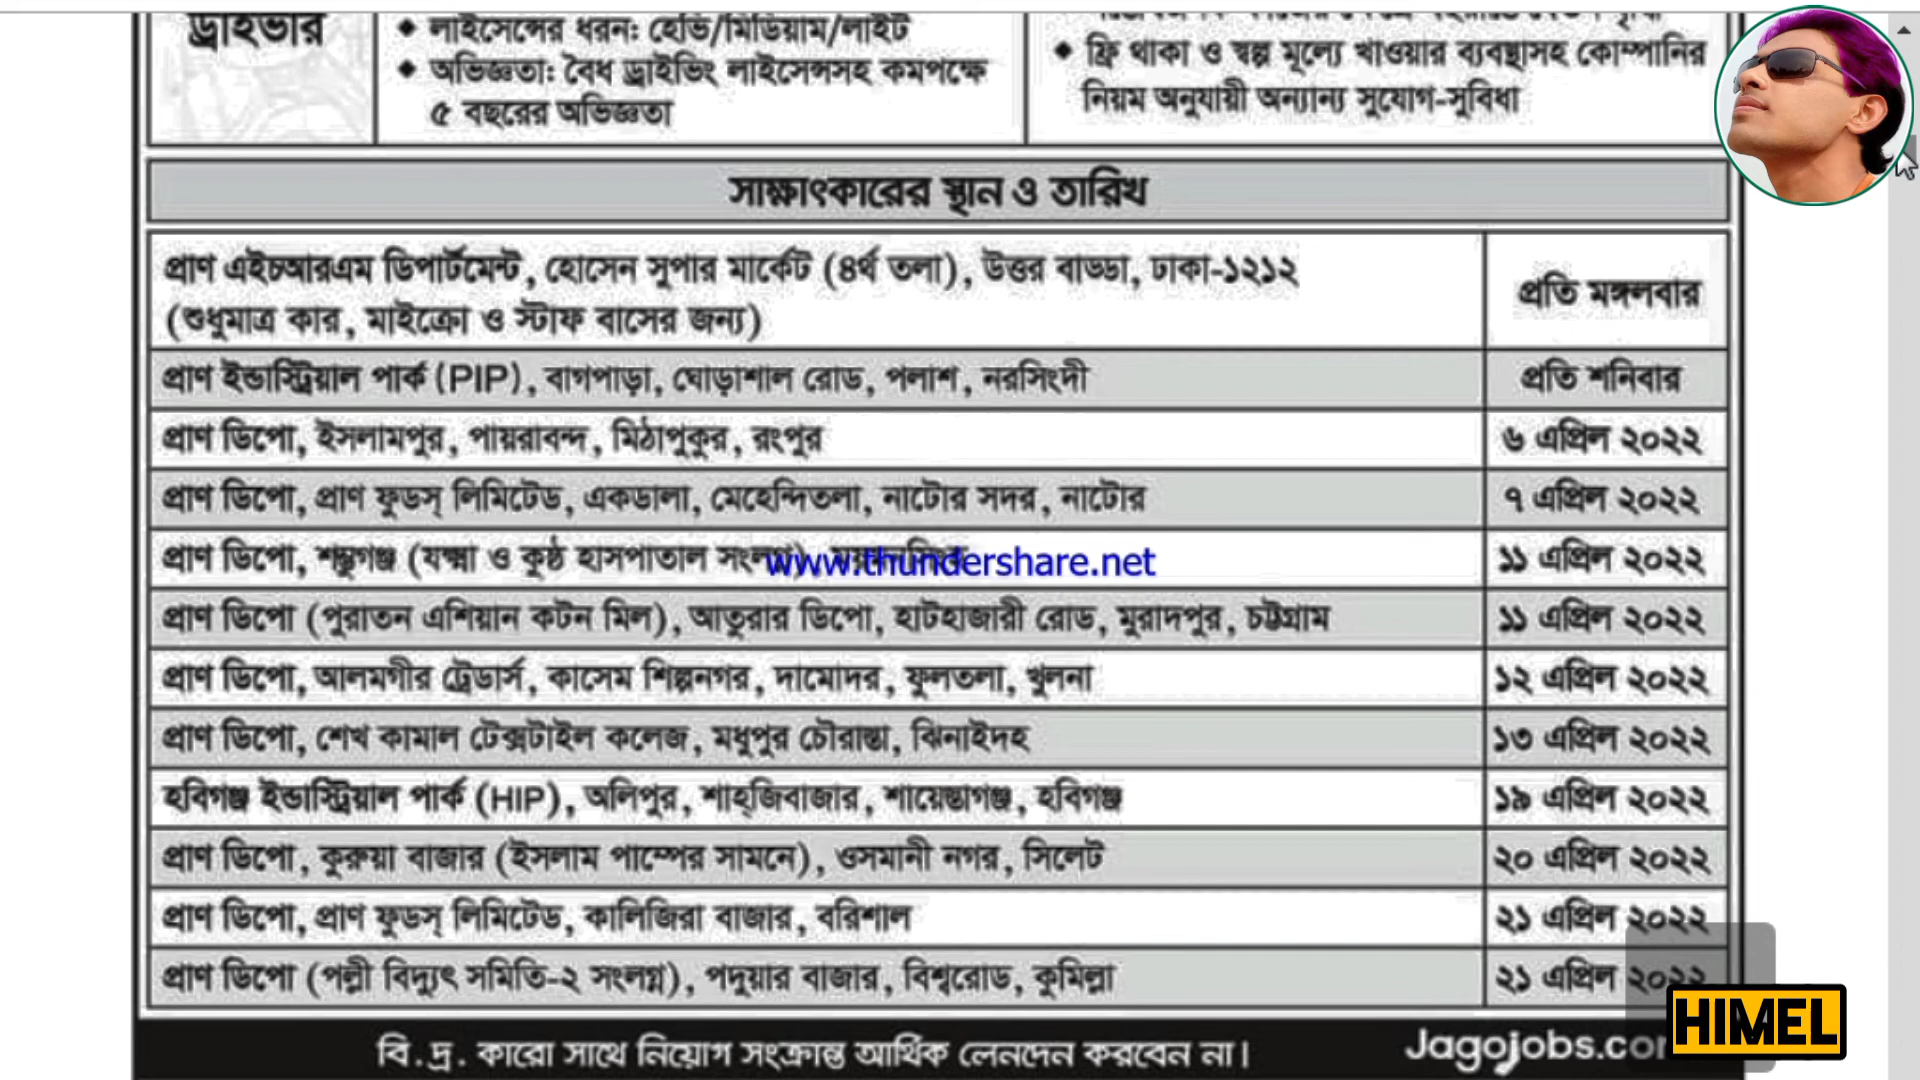 ড্রাইভার
◆ লাইসেন্সের ধরন: হেভি/মিডিয়াম/লাইট
◆ অভিজ্ঞতা: বৈধ ড্রাইভিং লাইসেন্সসহ কমপক্ষে
৫ বছরের অভিজ্ঞতা
◆ ফ্রি থাকা ও স্বল্প মূল্যে খাওয়ার ব্যবস্থাসহ কোম্পানির
নিয়ম অনুযায়ী অন্যান্য সুযোগ-সুবিধা
সাক্ষাৎকারের স্থান ও তারিখ
প্রাণ এইচআরএম ডিপার্টমেন্ট, হোসেন সুপার মার্কেট (৪র্থ তলা), উত্তর বাড্ডা, ঢাকা-১২১২
(শুধুমাত্র কার, মাইক্রো ও স্টাফ বাসের জন্য)
প্রতি মঙ্গলবার
প্রাণ ইন্ডাস্ট্রিয়াল পার্ক (PIP), বাগপাড়া, ঘোড়াশাল রোড, পলাশ, নরসিংদী প্রতি শনিবার
প্রাণ ডিপো, ইসলামপুর, পায়রাবন্দ, মিঠাপুকুর, রংপুর ৬ এপ্রিল ২০২২
প্রাণ ডিপো, প্রাণ ফুডস্ লিমিটেড, একডালা, মেহেন্দিতলা, নাটোর সদর, নাটোর ৭ এপ্রিল ২০২২
প্রাণ ডিপো, শম্ভুগঞ্জ (যক্ষ্মা ও কুষ্ঠ হাসপাতাল ১১ এপ্রিল ২০২২
www.thundershare.net
প্রাণ ডিপো (পুরাতন এশিয়ান কটন মিল), আতুরার ডিপো, হাটহাজারী রোড, মুরাদপুর, চট্টগ্রাম ১১ এপ্রিল ২০২২
প্রাণ ডিপো, আলমগীর ট্রেডার্স, কাসেম শিল্পনগর, দামোদর, ফুলতলা, খুলনা ১২ এপ্রিল ২০২২
প্রাণ ডিপো, শেখ কামাল টেক্সটাইল কলেজ, মধুপুর চৌরাস্তা, ঝিনাইদহ ১৩ এপ্রিল ২০২২
হবিগঞ্জ ইন্ডাস্ট্রিয়াল পার্ক (HIP), অলিপুর, শাহ্‌জিবাজার, শায়েস্তাগঞ্জ, হবিগঞ্জ ১৯ এপ্রিল ২০২২
প্রাণ ডিপো, কুরুয়া বাজার (ইসলাম পাম্পের সামনে), ওসমানী নগর, সিলেট ২০ এপ্রিল ২০২২
প্রাণ ডিপো, প্রাণ ফুডস্ লিমিটেড, কালিজিরা বাজার, বরিশাল ২১ এপ্রিল ২০২২
প্রাণ ডিপো (পল্লী বিদ্যুৎ সমিতি-২ সংলগ্ন), পদুয়ার বাজার, বিশ্বরোড, কুমিল্লা ২১ এপ্রিল ২০২২
বি.দ্র. কারো সাথে নিয়োগ সংক্রান্ত আর্থিক লেনদেন করবেন না।
Jagojobs.co
HIMEL